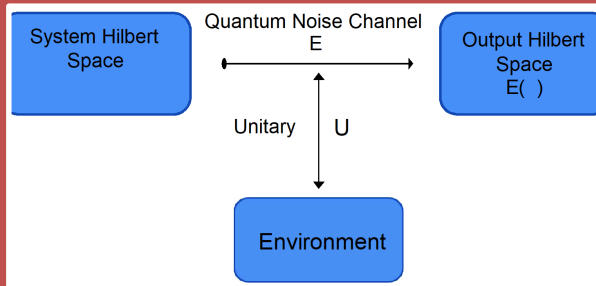 System Hilbert
Space
Quantum Noise Channel
E
Output Hilbert
Space
E( )
Unitary U
Environment